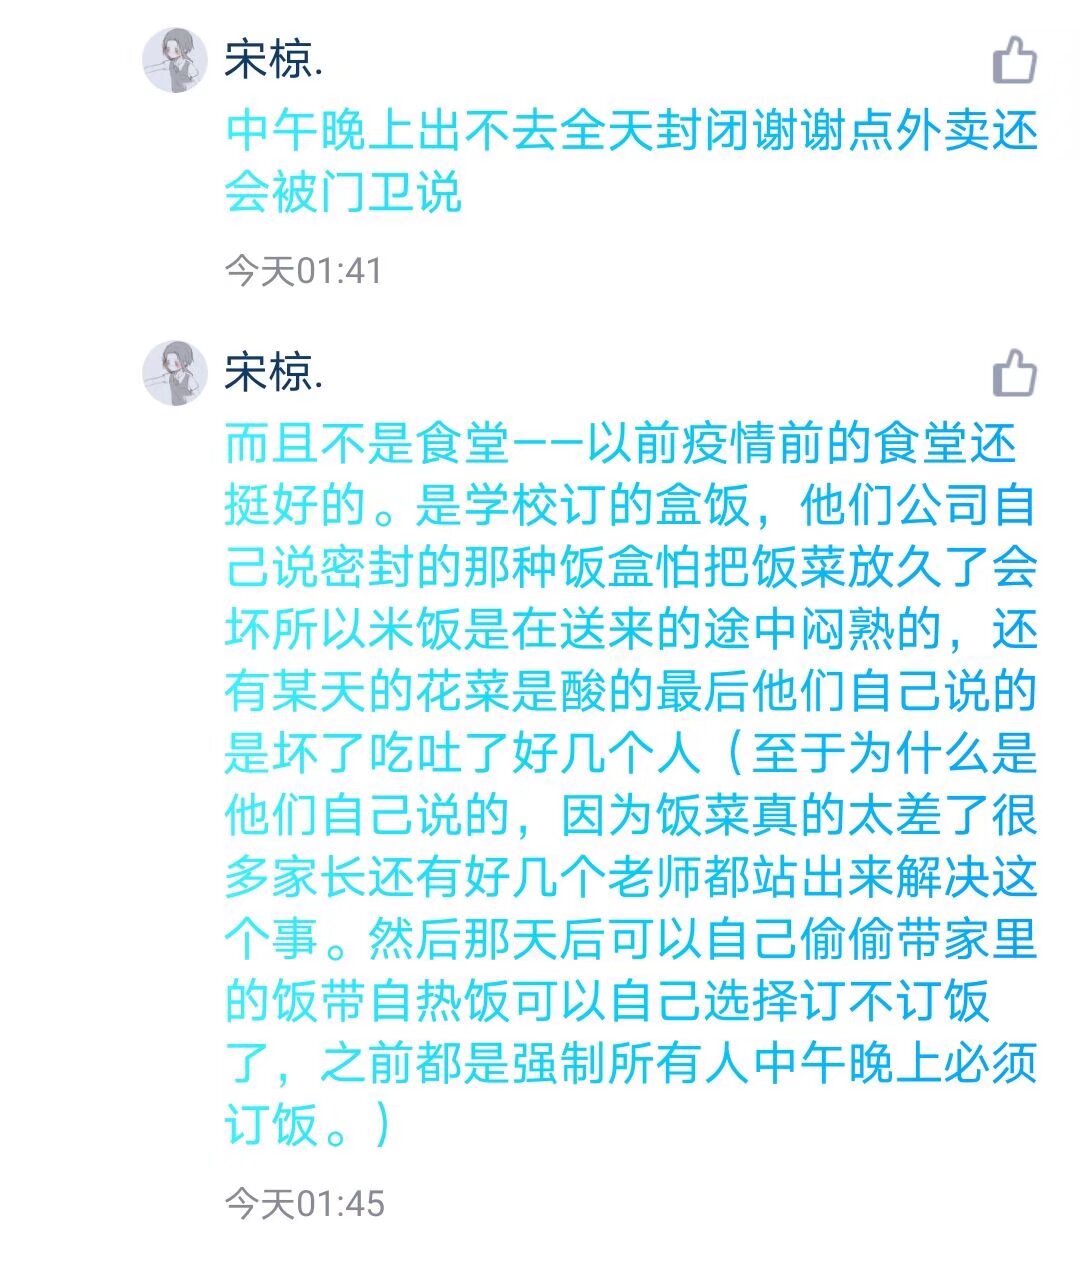 宋椋.
中午晚上出不去全天封闭谢谢点外卖还
会被门卫说
今天01:41
宋椋.
而且不是食堂——以前疫情前的食堂还
挺好的。是学校订的盒饭，他们公司自
己说密封的那种饭盒怕把饭菜放久了会
坏所以米饭是在送来的途中闷熟的，还
有某天的花菜是酸的最后他们自己说的
是坏了吃吐了好几个人（至于为什么是
他们自己说的，因为饭菜真的太差了很
多家长还有好几个老师都站出来解决这
个事。然后那天后可以自己偷偷带家里
的饭带自热饭可以自己选择订不订饭
了，之前都是强制所有人中午晚上必须
订饭。）
今天01:45